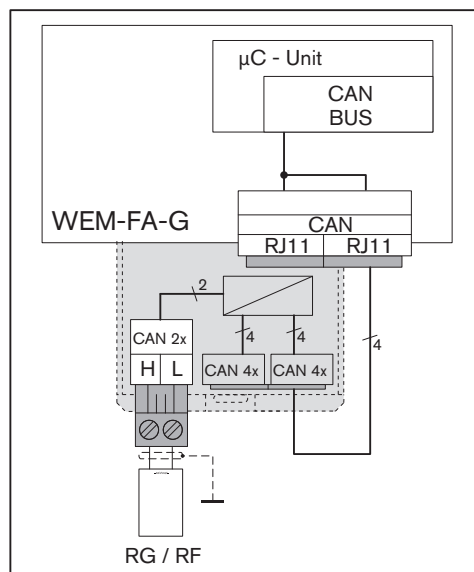 µC - Unit
CAN
BUS
WEM-FA-G
CAN
RJ11 RJ11
2
CAN 2x
4 4 4
H L
CAN 4x CAN 4x
RG / RF